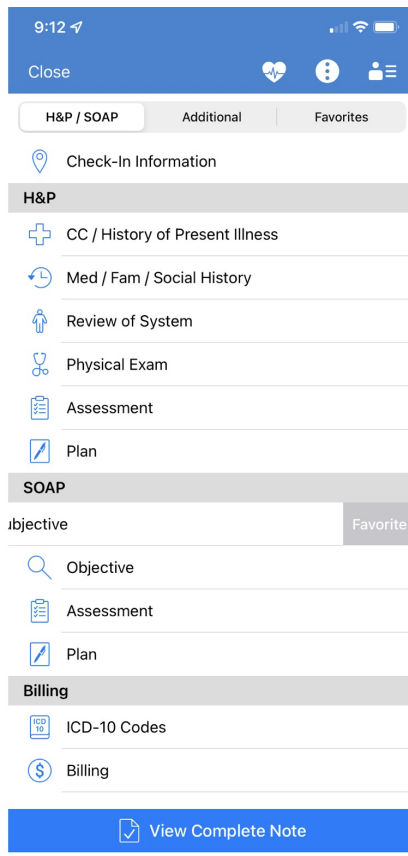 9:12
Close
H&P / SOAP Additional Favorites
Check-In Information
H&P
CC / History of Present Illness
Med / Fam / Social History
Review of System
Physical Exam
Assessment
Plan
SOAP
ubjective Favorite
Objective
Assessment
Plan
Billing
ICD 10 ICD-10 Codes
$ Billing
View Complete Note